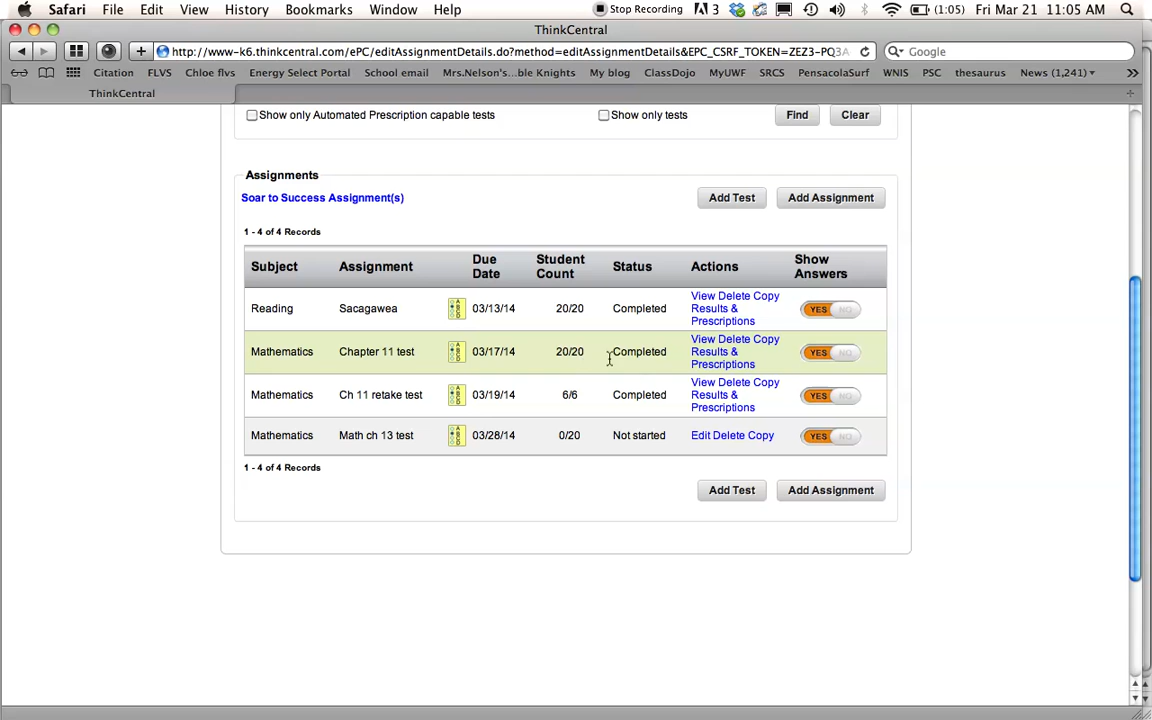 Safari File Edit View History Bookmarks Window Help Stop Recording 3 (1:05) Fri Mar 21 11:05 AM
ThinkCentral
http://www-k6.thinkcentral.com/ePC/editAssignmentDetails.do?method=editAssignmentDetails&EPC_CSRF_TOKEN=ZEZ3-PQ3A Google
Citation FLVS Chloe flvs Energy Select Portal School email Mrs.Nelson's...ble Knights My blog ClassDojo MyUWF SRCS PensacolaSurf WNIS PSC thesaurus News (1,241)
ThinkCentral
Show only Automated Prescription capable tests Show only tests Find Clear
Assignments
Soar to Success Assignment(s) Add Test Add Assignment
1 - 4 of 4 Records
Subject Assignment Due Date Student Count Status Actions Show Answers
Reading Sacagawea 03/13/14 20/20 Completed View Delete Copy Results & Prescriptions YES NO
Mathematics Chapter 11 test 03/17/14 20/20 Completed View Delete Copy Results & Prescriptions YES NO
Mathematics Ch 11 retake test 03/19/14 6/6 Completed View Delete Copy Results & Prescriptions YES NO
Mathematics Math ch 13 test 03/28/14 0/20 Not started Edit Delete Copy YES NO
1 - 4 of 4 Records
Add Test Add Assignment